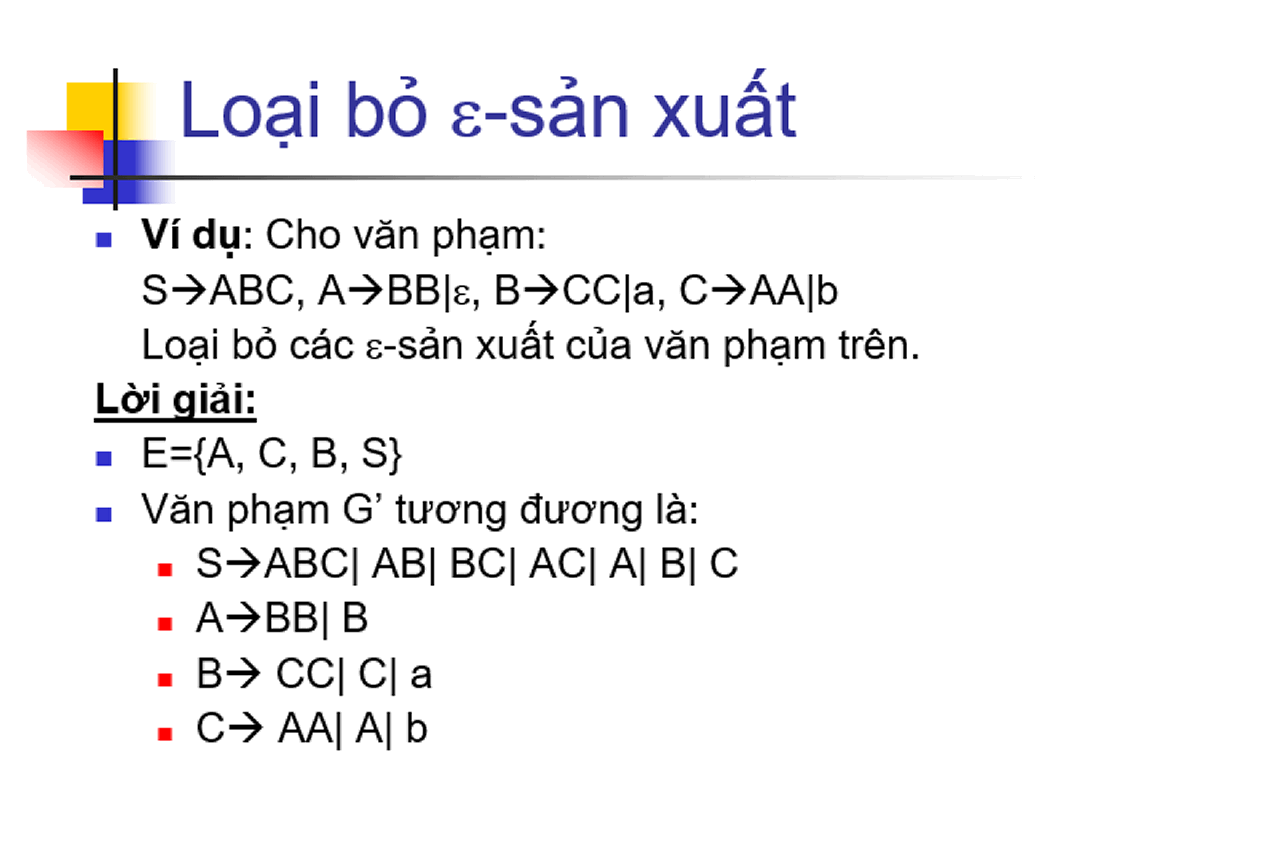 Loại bỏ ε-sản xuất
Ví dụ: Cho văn phạm:
S→ABC, A→BB|ε, B→CC|a, C→AA|b
Loại bỏ các ε-sản xuất của văn phạm trên.
Lời giải:
E={A, C, B, S}
Văn phạm G’ tương đương là:
S→ABC| AB| BC| AC| A| B| C
A→BB| B
B→ CC| C| a
C→ AA| A| b